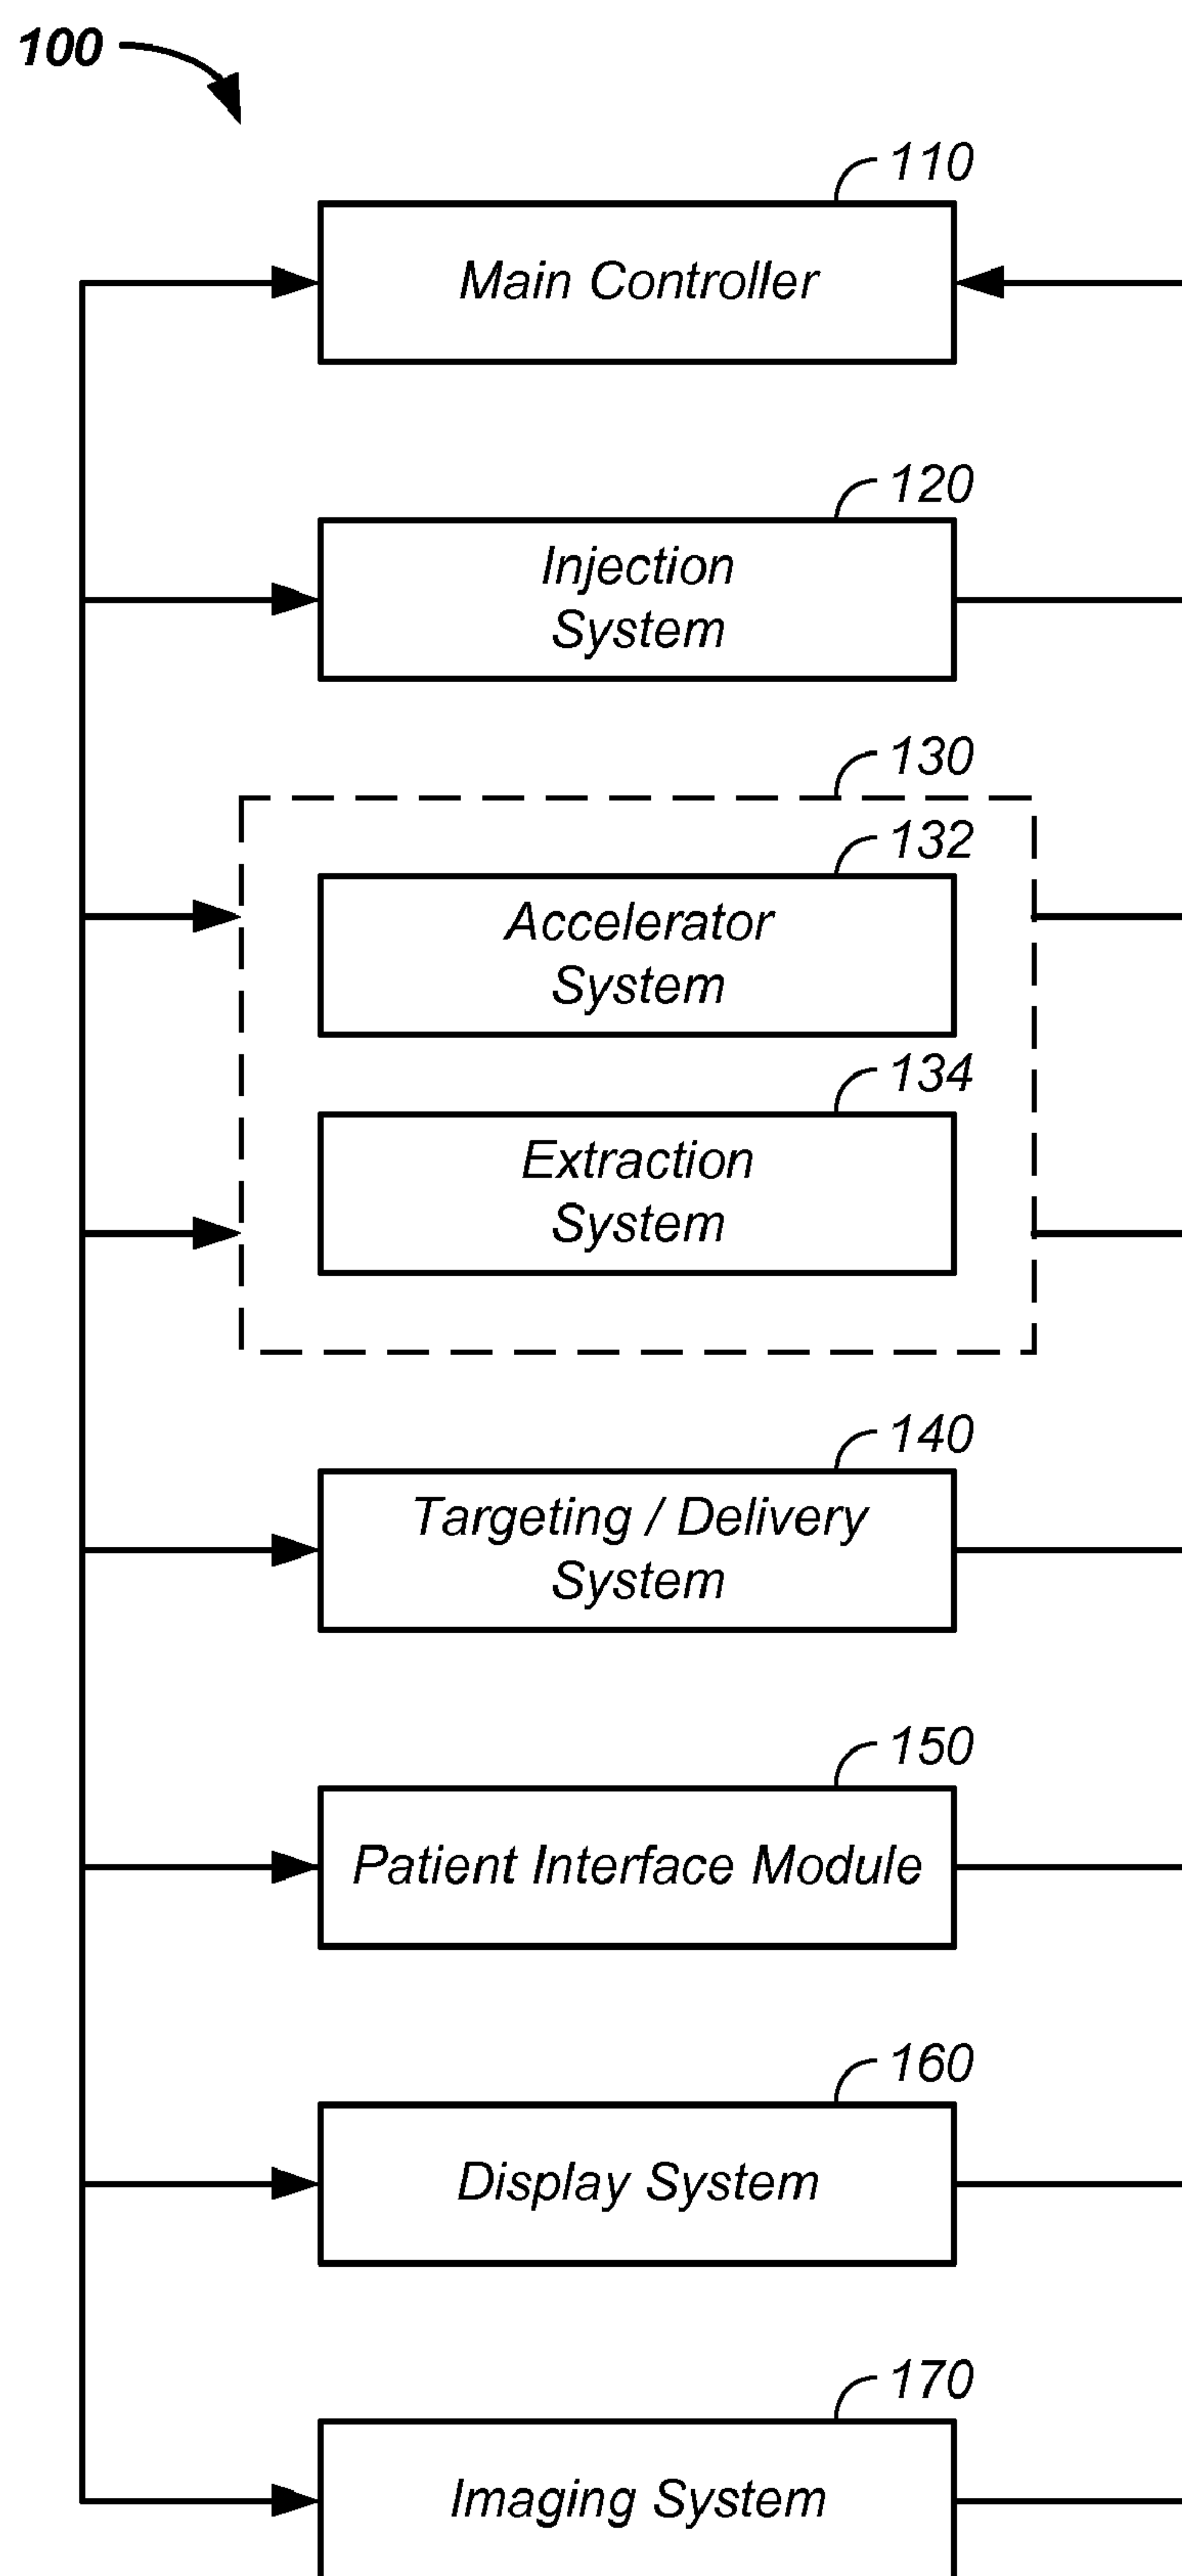 100
110
Main Controller
120
Injection
System
130
132
Accelerator
System
134
Extraction
System
140
Targeting / Delivery
System
150
Patient Interface Module
160
Display System
170
Imaging System